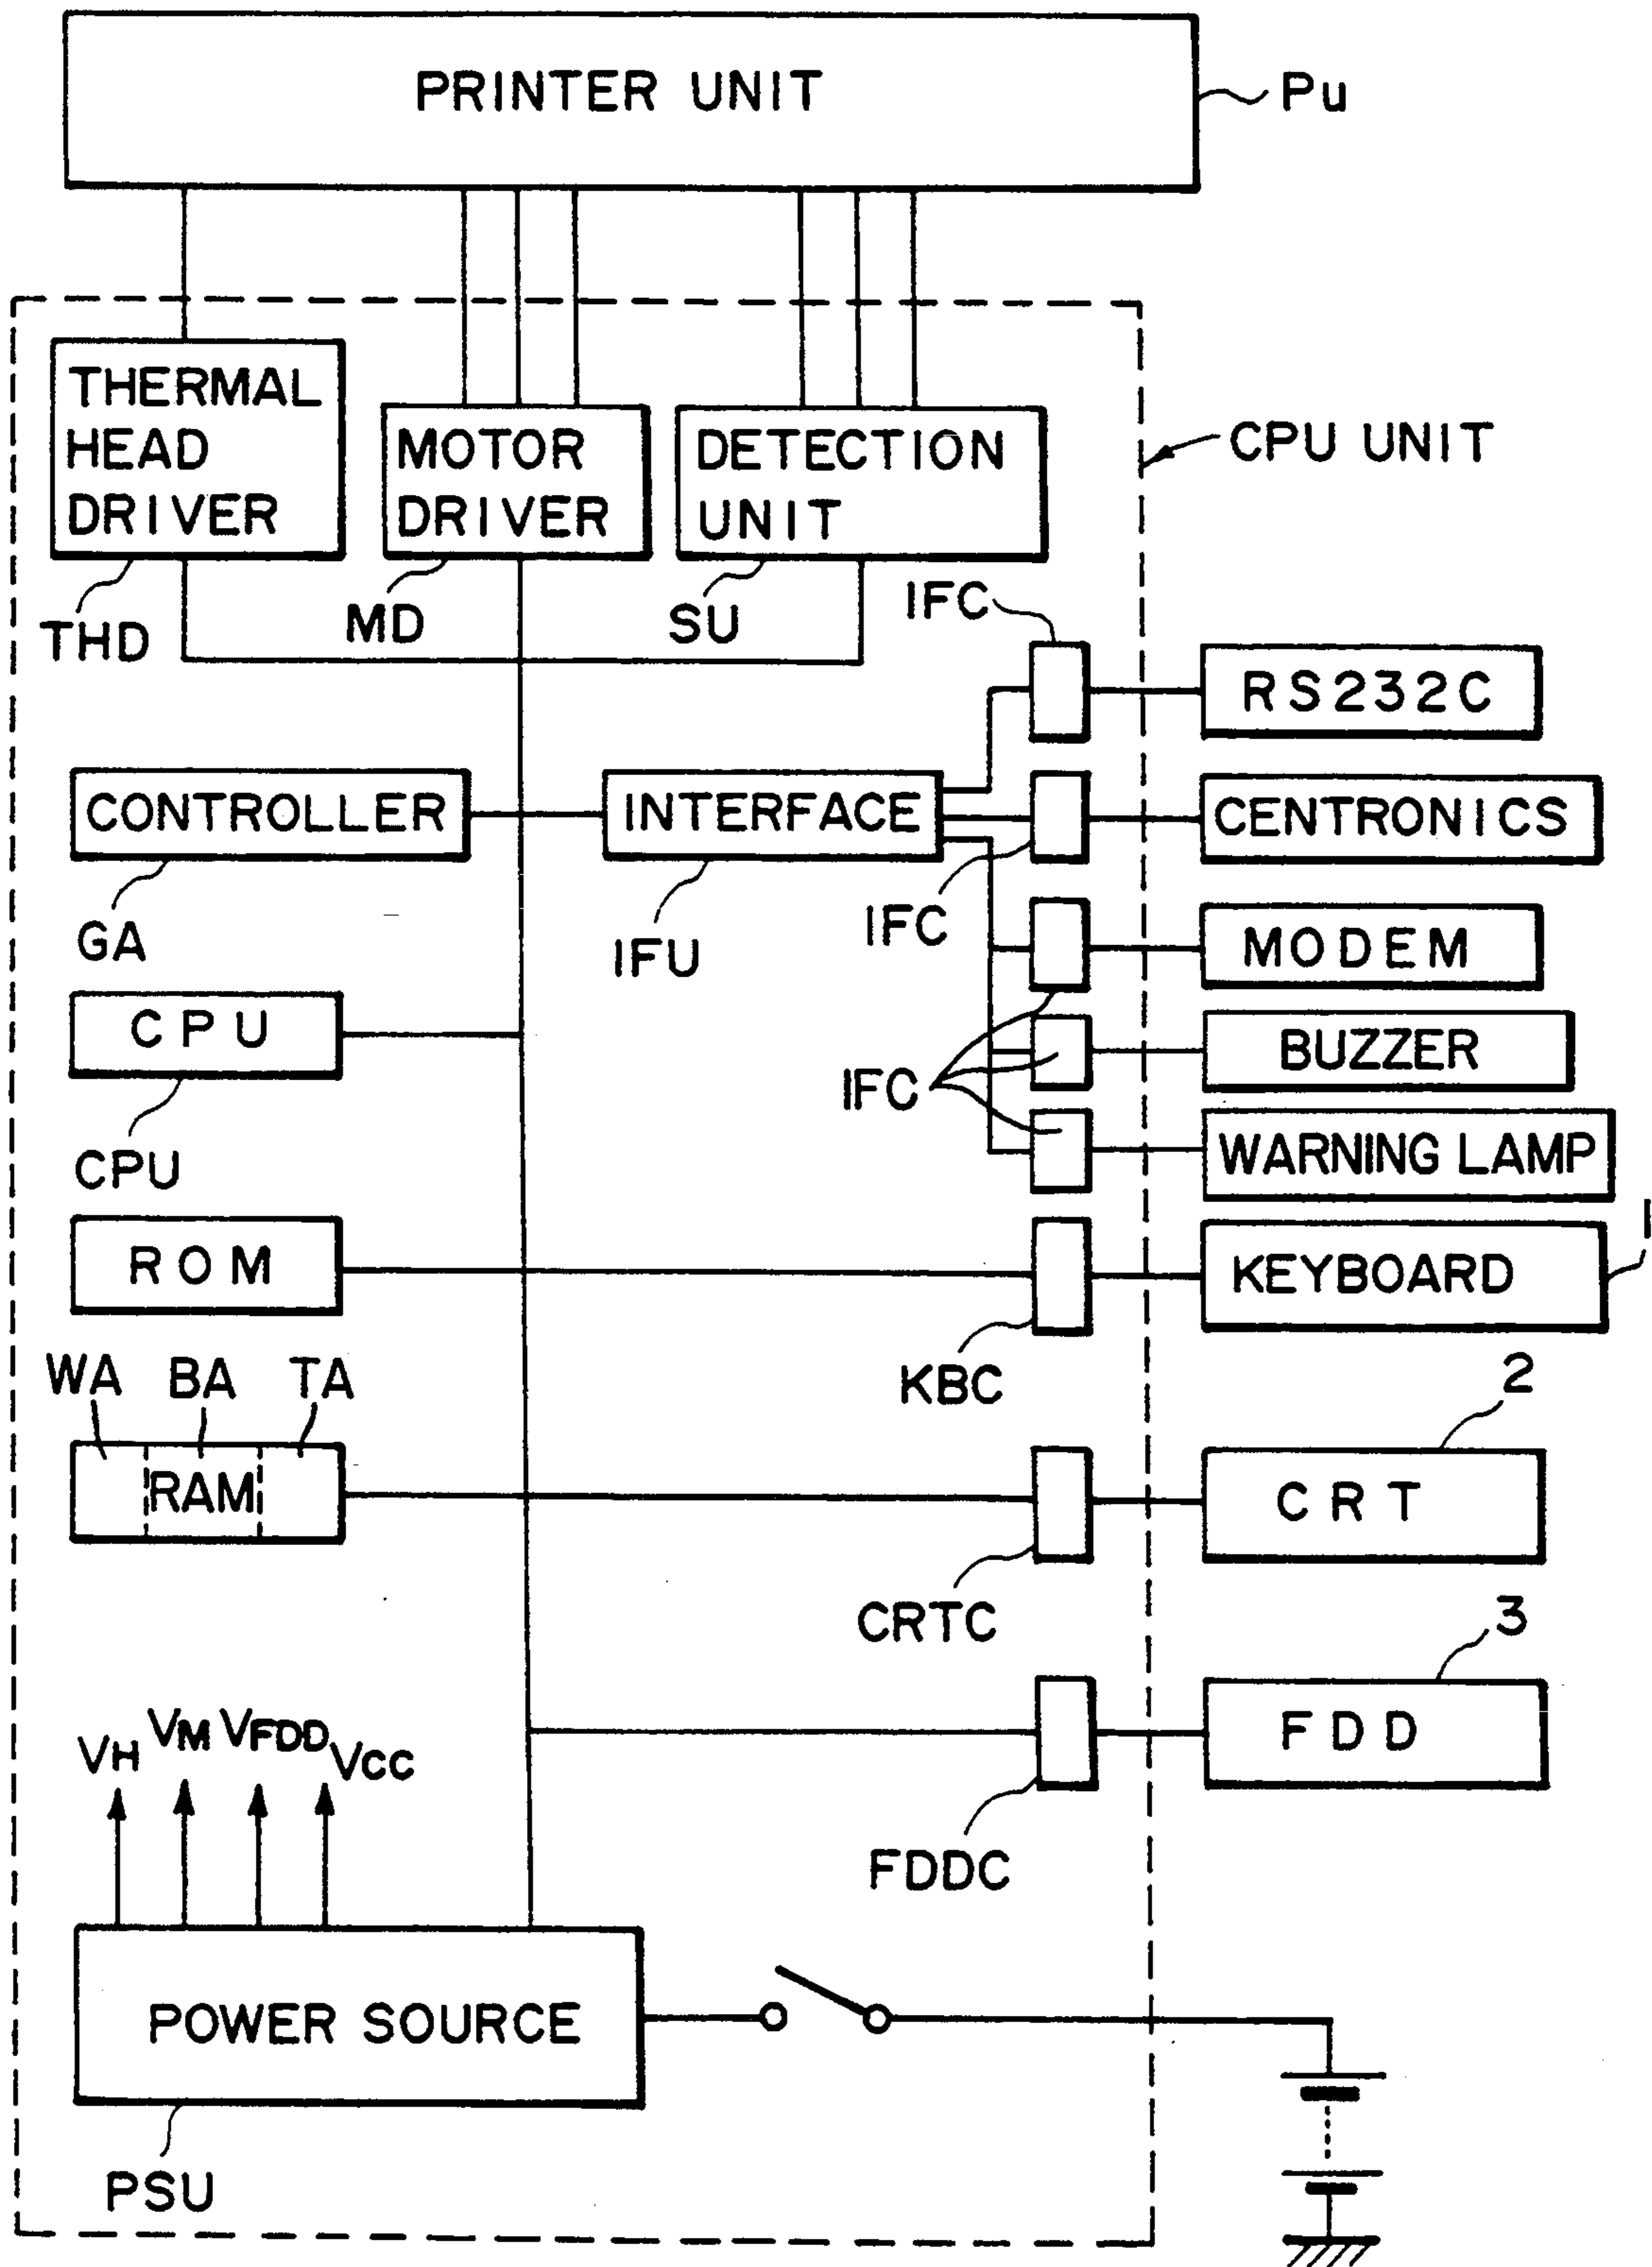 PRINTER UNIT
Pu
THERMAL
HEAD
DRIVER
MOTOR
DRIVER
DETECTION
UNIT
CPU UNIT
THD
MD
SU
IFC
RS232C
CONTROLLER
INTERFACE
CENTRONICS
GA
IFU
IFC
MODEM
CPU
IFC
BUZZER
CPU
WARNING LAMP
ROM
KEYBOARD
1
WA
BA
TA
KBC
2
RAM
CRT
CRTC
3
VH
VM
VFDD
VCC
FDD
FDDC
POWER SOURCE
PSU